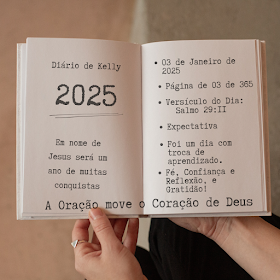 Diário de Kelly
2025
Em nome de
Jesus será um
ano de muitas
conquistas
• 03 de Janeiro de
2025
• Página de 03 de 365
• Versículo do Dia:
Salmo 29:11
• Expectativa
• Foi um dia com
troca de
aprendizado.
• Fé, Confiança e
Reflexão, e
Gratidão!
A Oração move o Coração de Deus